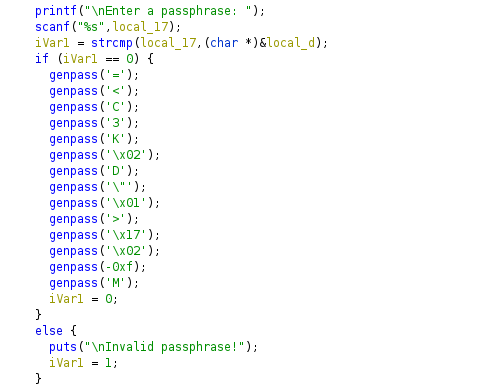 printf("\nEnter a passphrase: ");
scanf("%s",local_17);
iVar1 = strcmp(local_17,(char *)&local_d);
if (iVar1 == 0) {
genpass('=');
genpass('<');
genpass('C');
genpass('3');
genpass('K');
genpass('\x02');
genpass('D');
genpass('\"');
genpass('\x01');
genpass('>');
genpass('\x17');
genpass('\x02');
genpass(-0xf);
genpass('M');
iVar1 = 0;
}
else {
puts("\nInvalid passphrase!");
iVar1 = 1;
}